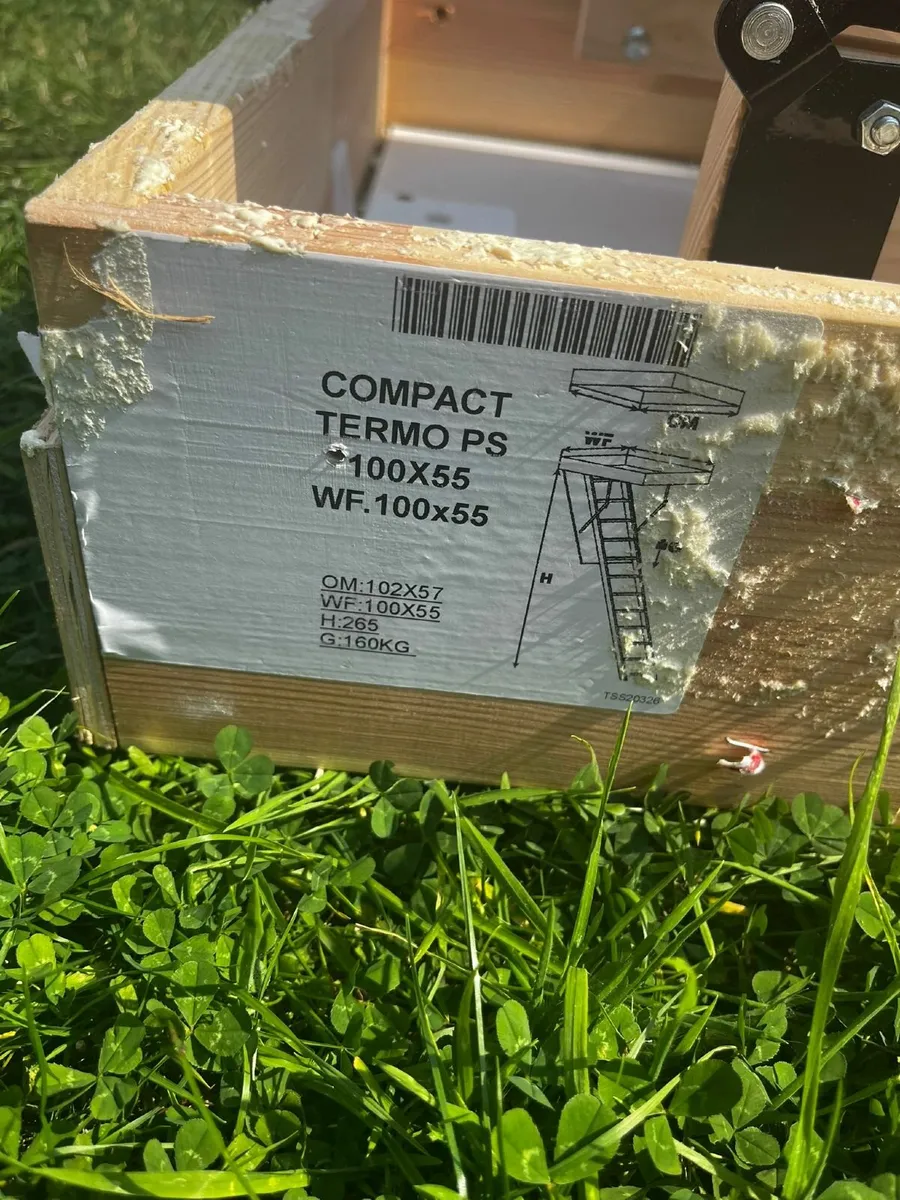 COMPACT
TERMO PS
100X55
WF.100x55
OM:102X57
WF:100X55
H:265
G:160KG
OM
WF
H
TSS20326